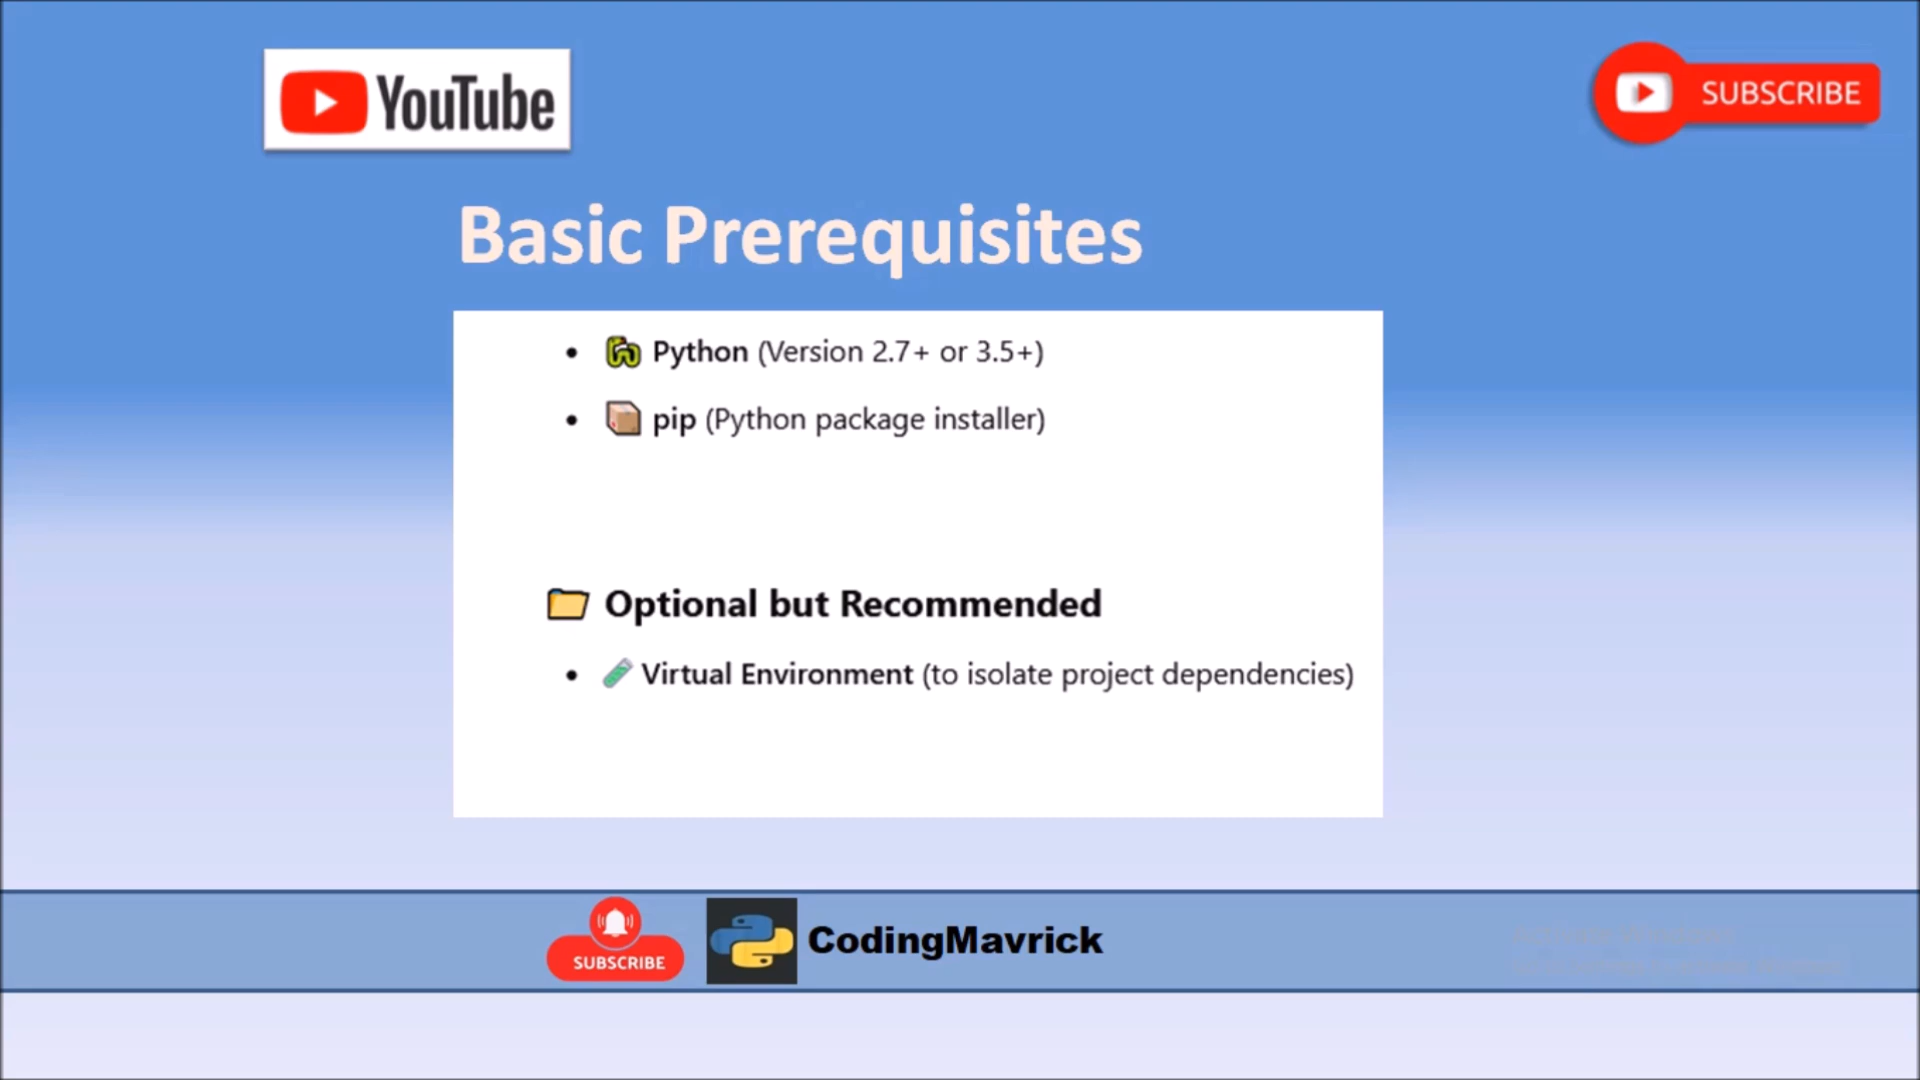 YouTube
SUBSCRIBE
Basic Prerequisites
• Python (Version 2.7+ or 3.5+)
• pip (Python package installer)
Optional but Recommended
• Virtual Environment (to isolate project dependencies)
SUBSCRIBE
CodingMavrick